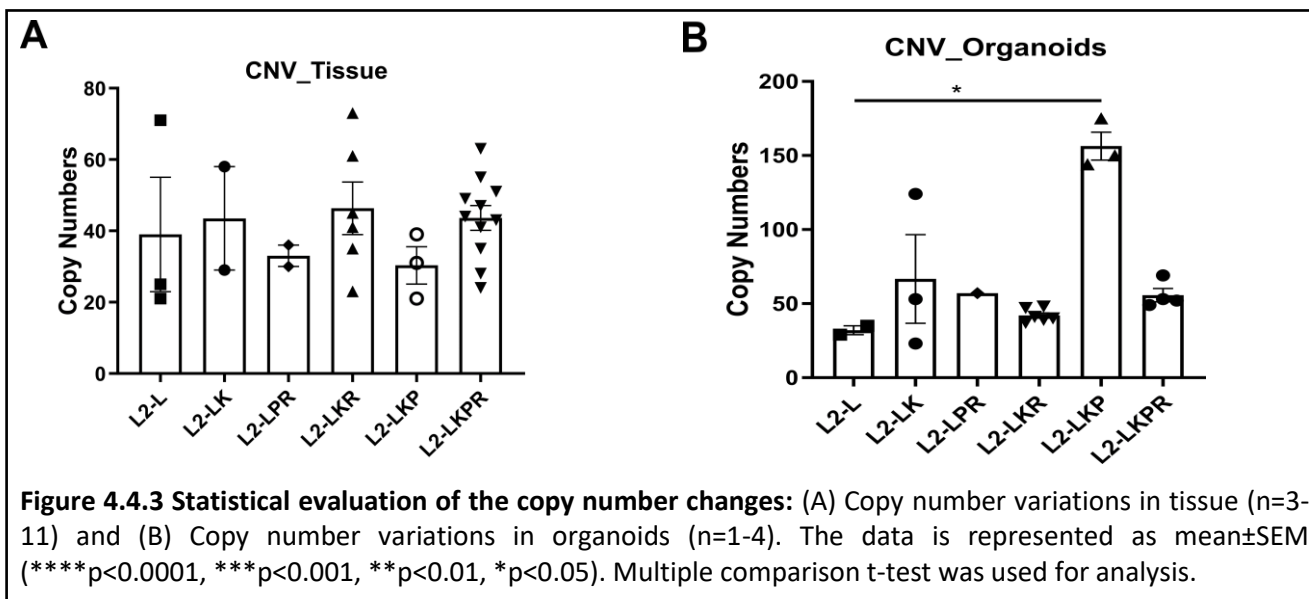 A
CNV_Tissue
Copy Numbers
80
60
40
20
0
L2-L
L2-LK
L2-LPR
L2-LKR
L2-LKP
L2-LKPR
B
CNV_Organoids
Copy Numbers
200
150
100
50
0
*
L2-L
L2-LK
L2-LPR
L2-LKR
L2-LKP
L2-LKPR
Figure 4.4.3 Statistical evaluation of the copy number changes: (A) Copy number variations in tissue (n=3-
11) and (B) Copy number variations in organoids (n=1-4). The data is represented as mean±SEM
(****p<0.0001, ***p<0.001, **p<0.01, *p<0.05). Multiple comparison t-test was used for analysis.